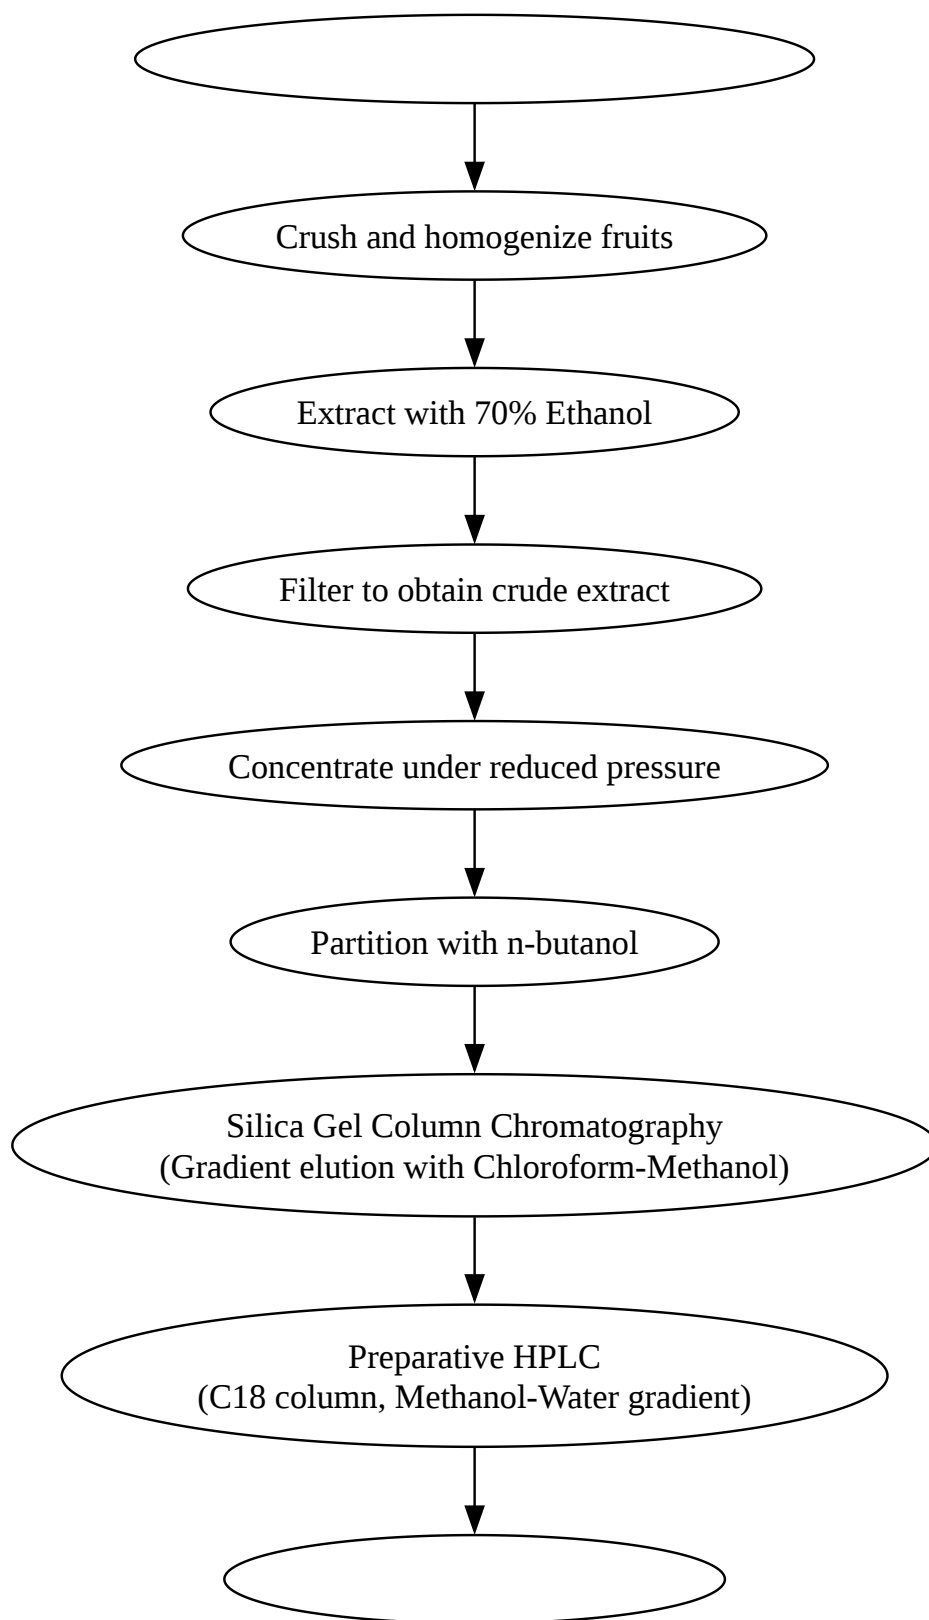 Crush and homogenize fruits
Extract with 70% Ethanol
Filter to obtain crude extract
Concentrate under reduced pressure
Partition with n-butanol
Silica Gel Column Chromatography
(Gradient elution with Chloroform-Methanol)
Preparative HPLC
(C18 column, Methanol-Water gradient)